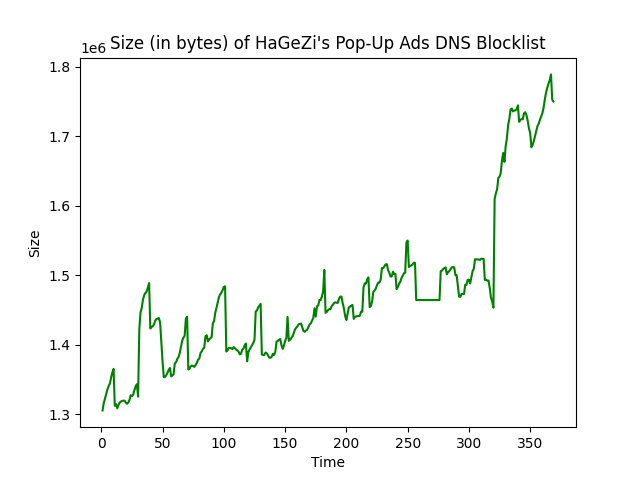 Size (in bytes) of HaGeZi's Pop-Up Ads DNS Blocklist
1e6
1.8
1.7
1.6
1.5
1.4
1.3
Size
0 50 100 150 200 250 300 350
Time